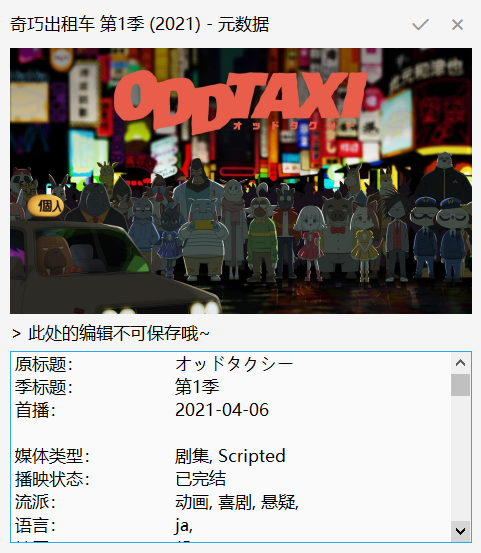 奇巧出租车 第1季 (2021) - 元数据
ODDTAXI
オッドタクシー
個人
> 此处的编辑不可保存哦~
原标题: オッドタクシー
季标题: 第1季
首播: 2021-04-06
媒体类型: 剧集, Scripted
播映状态: 已完结
流派: 动画, 喜剧, 悬疑,
语言: ja,